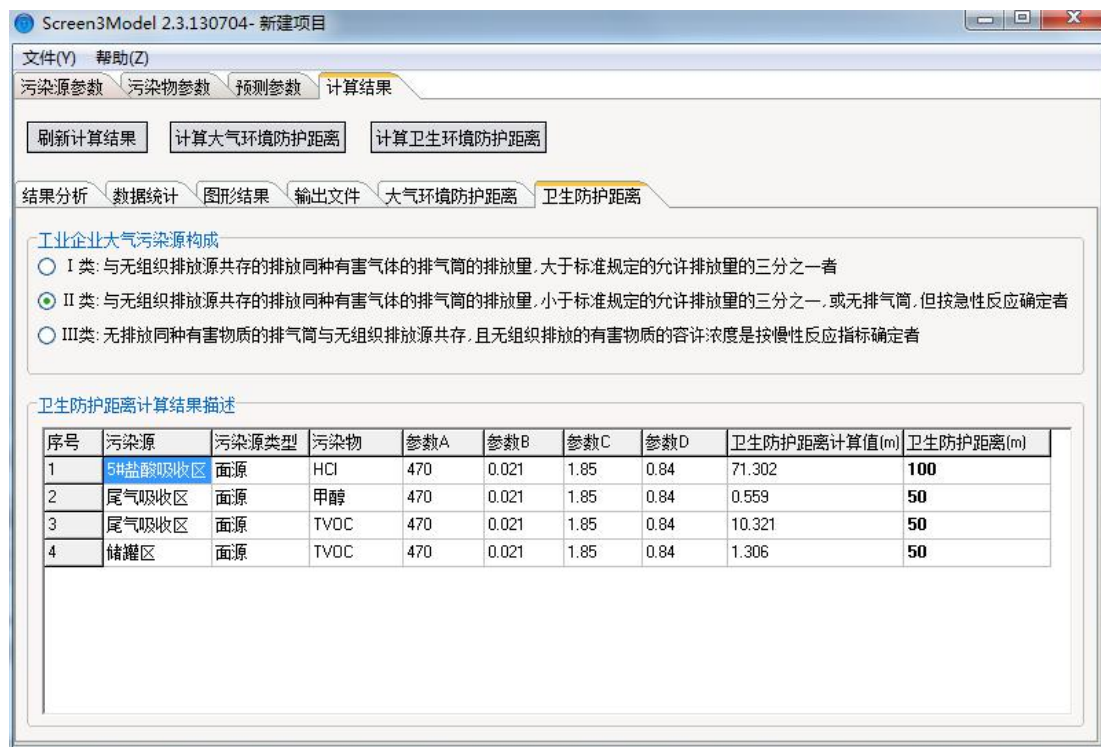 Screen3Model 2.3.130704- 新建项目
文件(Y) 帮助(Z)
污染源参数 污染物参数 预测参数 计算结果
刷新计算结果 计算大气环境防护距离 计算卫生环境防护距离
结果分析 数据统计 图形结果 输出文件 大气环境防护距离 卫生防护距离
工业企业大气污染源构成
I 类: 与无组织排放源共存的排放同种有害气体的排气筒的排放量,大于标准规定的允许排放量的三分之一者
II 类: 与无组织排放源共存的排放同种有害气体的排气筒的排放量,小于标准规定的允许排放量的三分之一,或无排气筒,但按急性反应确定者
III类: 无排放同种有害物质的排气筒与无组织排放源共存,且无组织排放的有害物质的容许浓度是按慢性反应指标确定者
卫生防护距离计算结果描述
序号 污染源 污染源类型 污染物 参数A 参数B 参数C 参数D 卫生防护距离计算值(m) 卫生防护距离(m)
1 5#盐酸吸收区 面源 HCl 470 0.021 1.85 0.84 71.302 100
2 尾气吸收区 面源 甲醇 470 0.021 1.85 0.84 0.559 50
3 尾气吸收区 面源 TVOC 470 0.021 1.85 0.84 10.321 50
4 储罐区 面源 TVOC 470 0.021 1.85 0.84 1.306 50